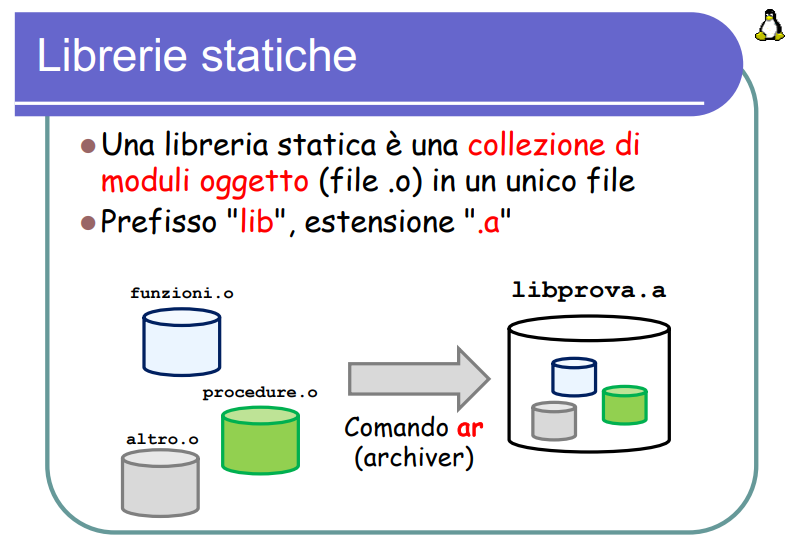 Librerie statiche
Una libreria statica è una collezione di
moduli oggetto (file .o) in un unico file
Prefisso "lib", estensione ".a"
funzioni.o
libprova.a
procedure.o
altro.o
Comando ar
(archiver)